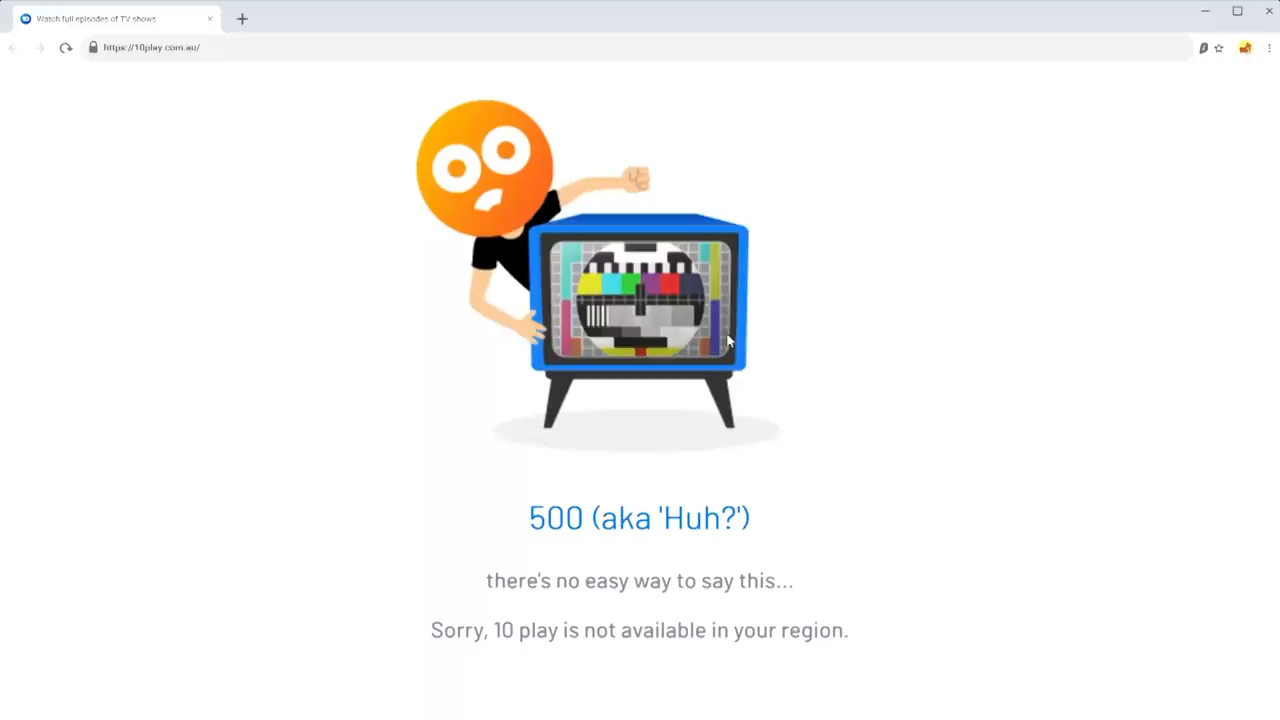 Watch full episodes of TV shows
https://10play.com.au/
500 (aka 'Huh?')
there's no easy way to say this...
Sorry, 10 play is not available in your region.